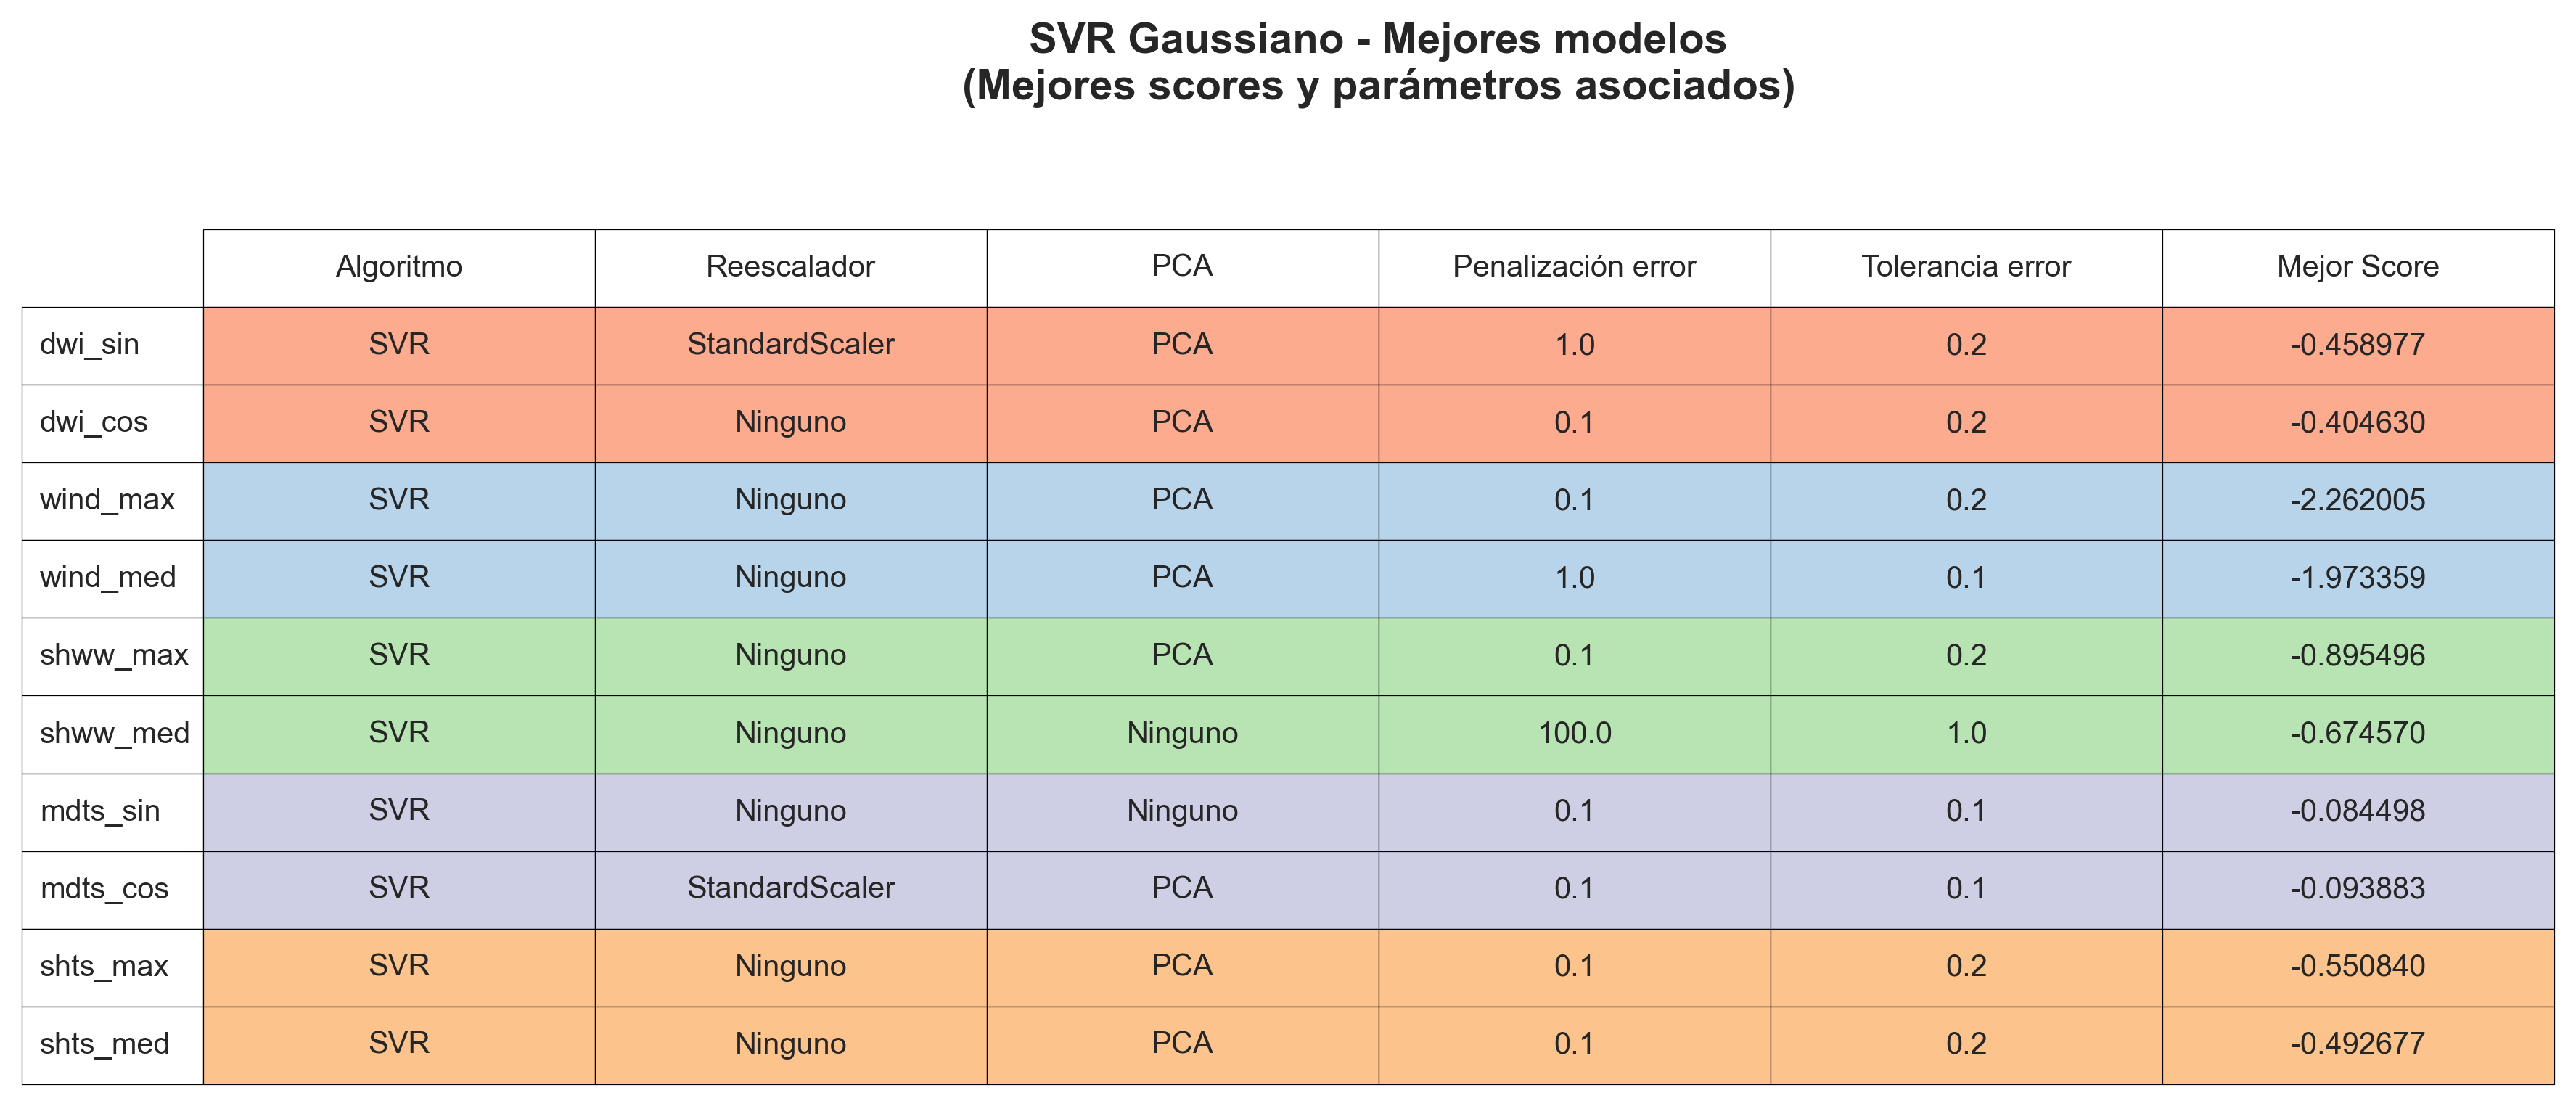 SVR Gaussiano - Mejores modelos
(Mejores scores y parámetros asociados)
Algoritmo Reescalador PCA Penalización error Tolerancia error Mejor Score
dwi_sin SVR StandardScaler PCA 1.0 0.2 -0.458977
dwi_cos SVR Ninguno PCA 0.1 0.2 -0.404630
wind_max SVR Ninguno PCA 0.1 0.2 -2.262005
wind_med SVR Ninguno PCA 1.0 0.1 -1.973359
shww_max SVR Ninguno PCA 0.1 0.2 -0.895496
shww_med SVR Ninguno Ninguno 100.0 1.0 -0.674570
mdts_sin SVR Ninguno Ninguno 0.1 0.1 -0.084498
mdts_cos SVR StandardScaler PCA 0.1 0.1 -0.093883
shts_max SVR Ninguno PCA 0.1 0.2 -0.550840
shts_med SVR Ninguno PCA 0.1 0.2 -0.492677